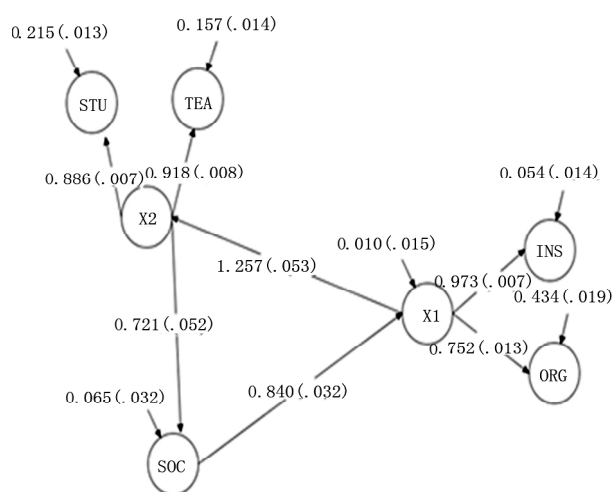 0.215(.013)
0.157(.014)
STU
TEA
0.886(.007)
0.918(.008)
0.054(.014)
X2
0.010(.015)
INS
1.257(.053)
0.973(.007)
0.434(.019)
X1
0.721(.052)
0.752(.013)
ORG
0.065(.032)
0.840(.032)
SOC